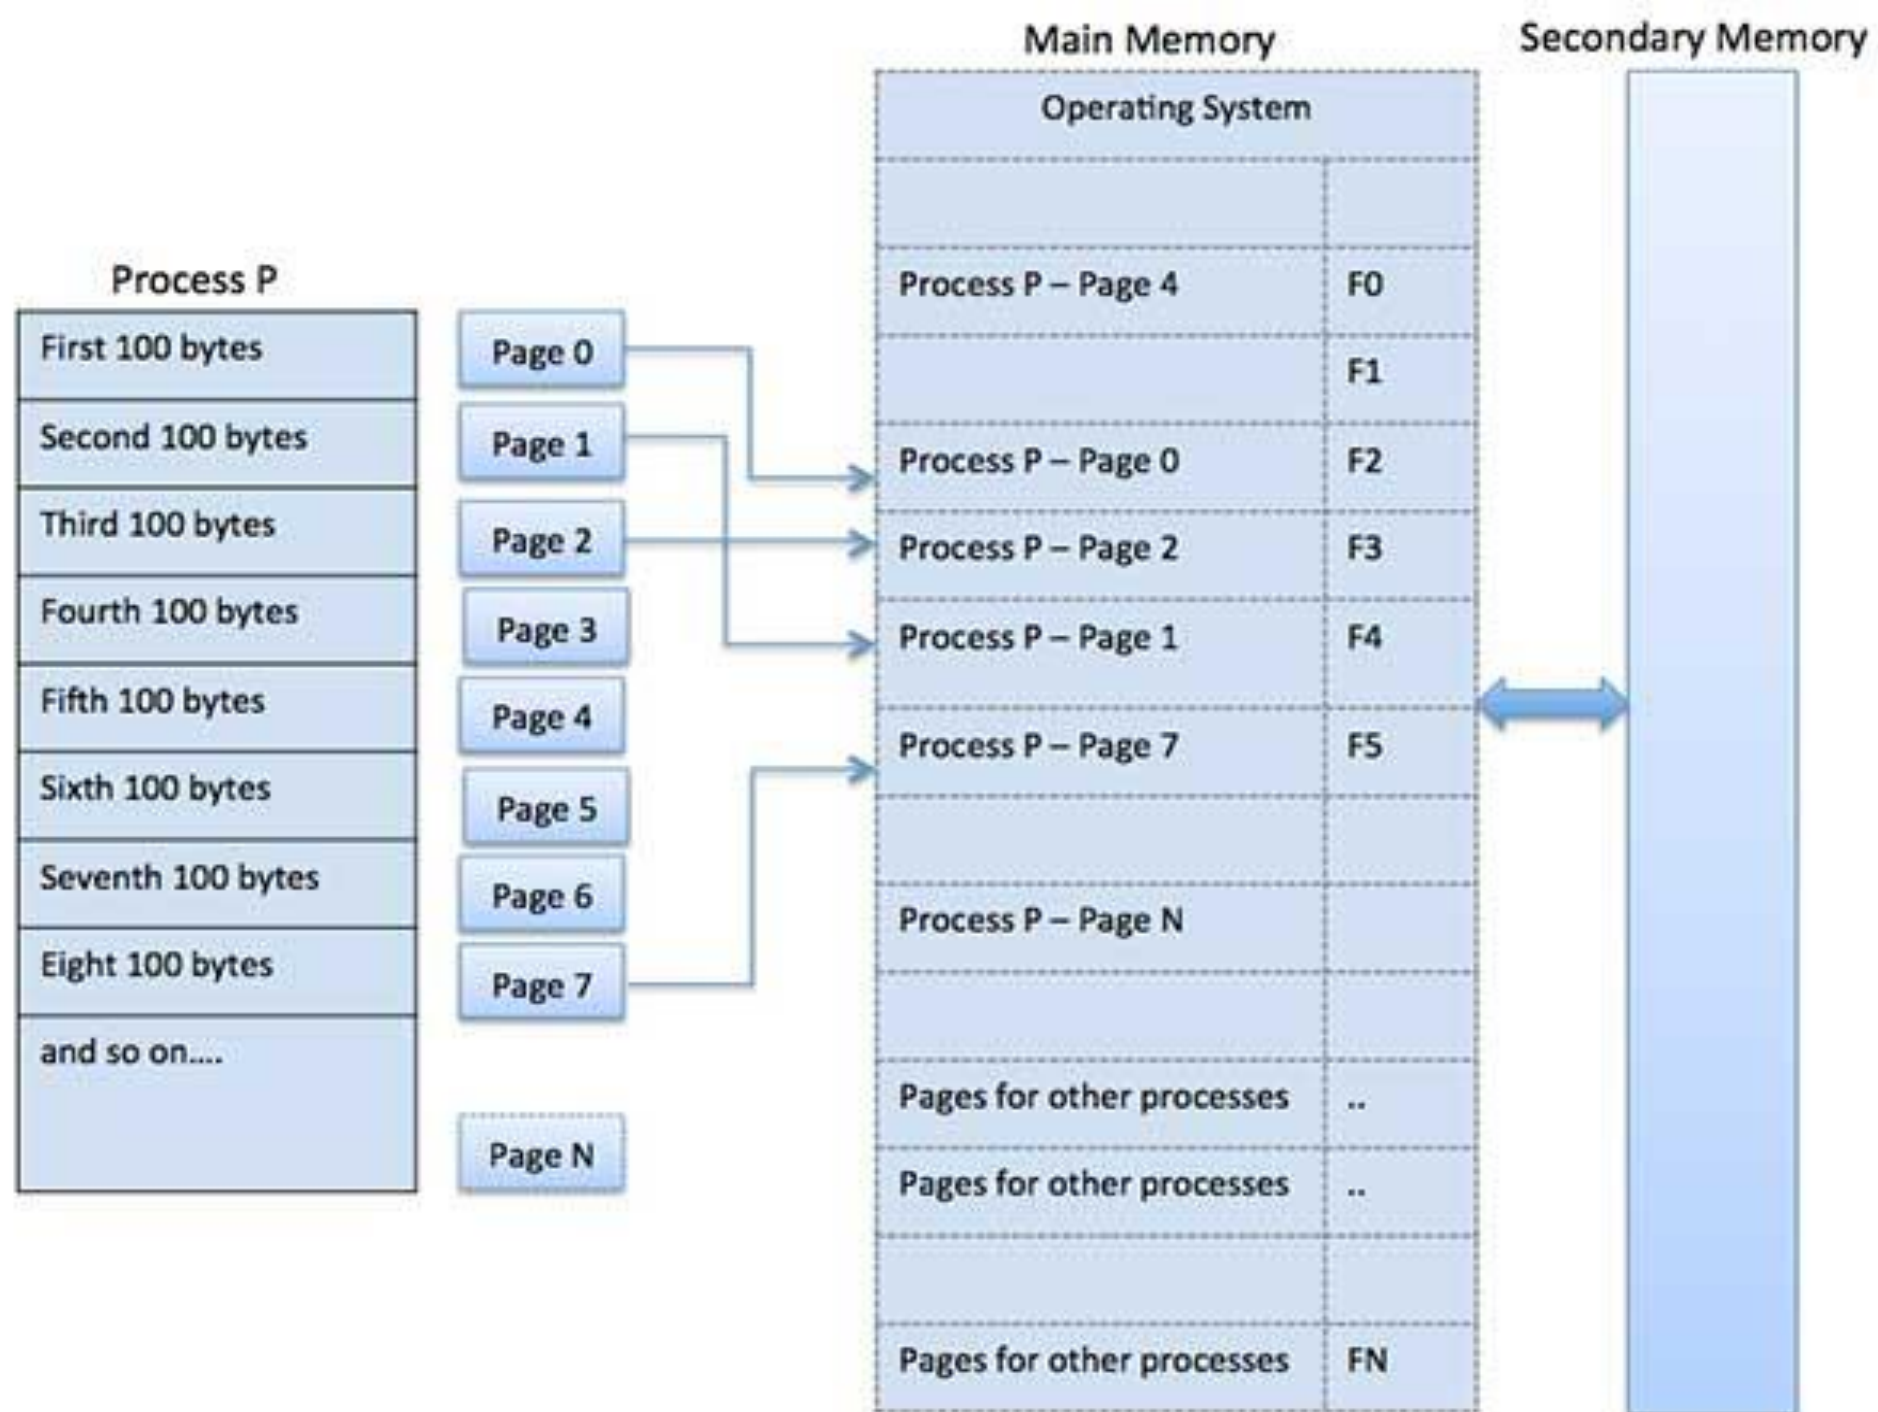 Main Memory
Secondary Memory
Operating System
Process P
First 100 bytes
Second 100 bytes
Third 100 bytes
Fourth 100 bytes
Fifth 100 bytes
Sixth 100 bytes
Seventh 100 bytes
Eight 100 bytes
and so on....
Page 0
Page 1
Page 2
Page 3
Page 4
Page 5
Page 6
Page 7
Page N
Process P – Page 4 F0
F1
Process P – Page 0 F2
Process P – Page 2 F3
Process P – Page 1 F4
Process P – Page 7 F5
Process P – Page N
Pages for other processes ..
Pages for other processes ..
Pages for other processes FN